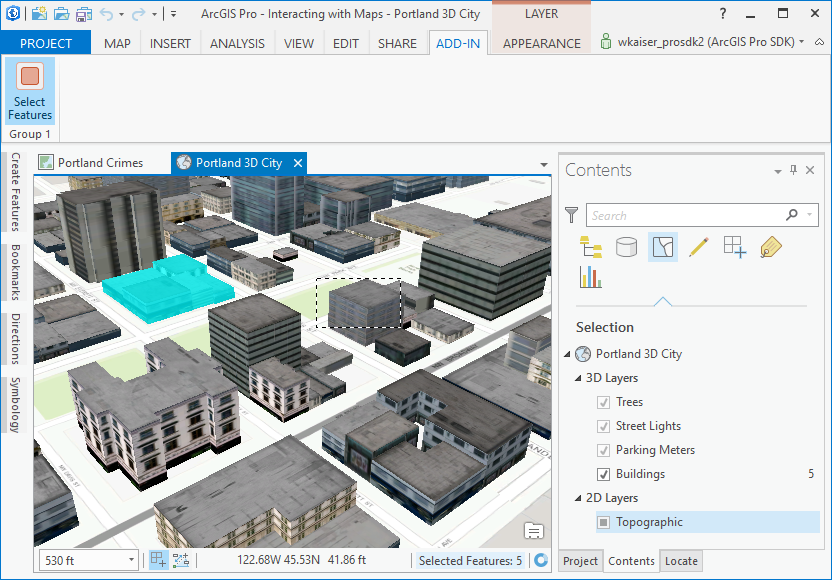 ArcGIS Pro - Interacting with Maps - Portland 3D City
LAYER
PROJECT MAP INSERT ANALYSIS VIEW EDIT SHARE ADD-IN APPEARANCE
wkaiser_prosdk2 (ArcGIS Pro SDK)
Select
Features
Group 1
Create Features
Bookmarks
Directions
Symbology
Portland Crimes
Portland 3D City
530 ft
122.68W 45.53N 41.86 ft
Selected Features: 5
Contents
Search
Selection
Portland 3D City
3D Layers
Trees
Street Lights
Parking Meters
Buildings 5
2D Layers
Topographic
Project Contents Locate